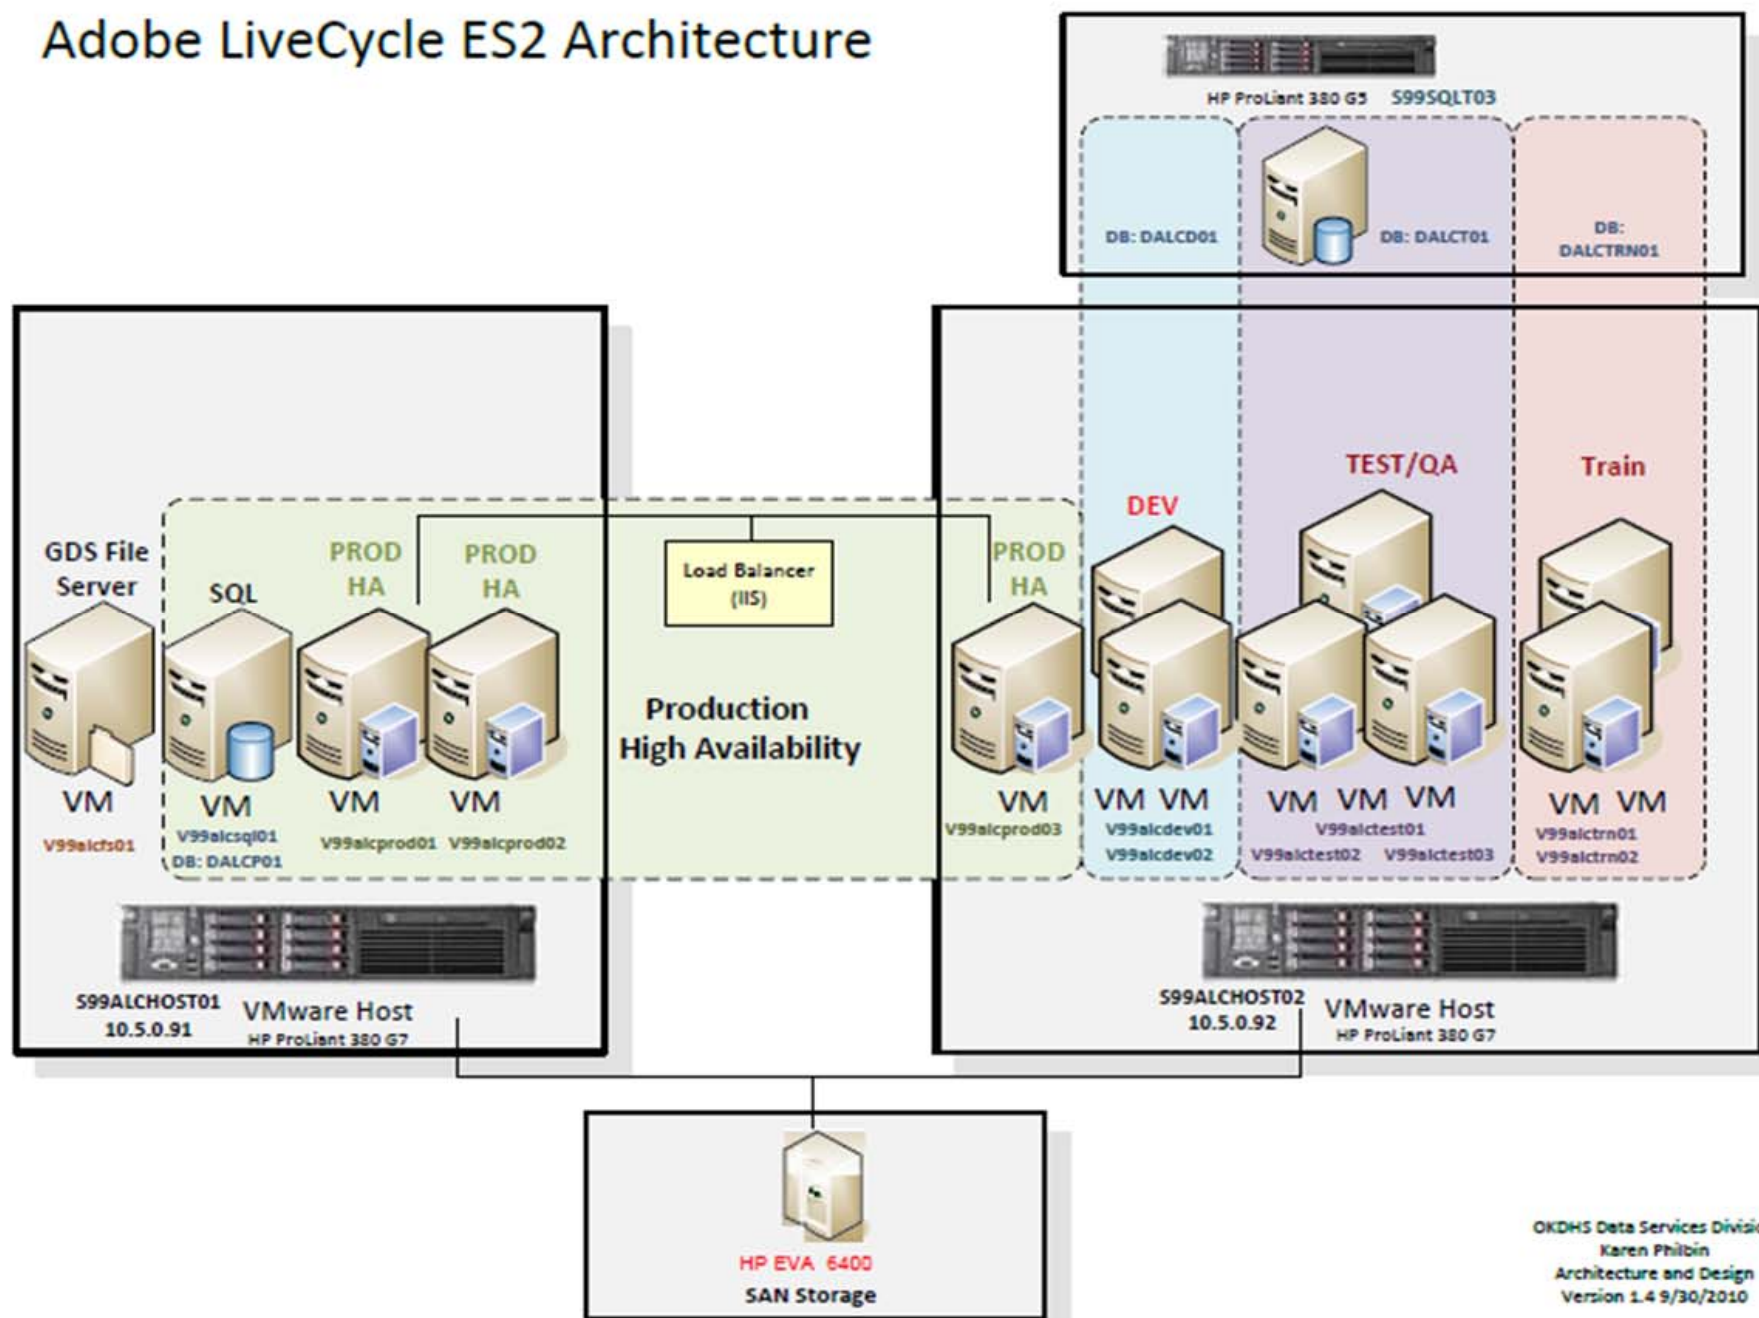 Adobe LiveCycle ES2 Architecture
HP ProLiant 380 G5 S99SQLT03
DB: DALCD01
DB: DALCT01
DB:
DALCTRN01
GDS File
Server
SQL
PROD
HA
PROD
HA
Load Balancer
(IIS)
Production
High Availability
PROD
HA
DEV
TEST/QA
Train
VM
V99alcfs01
VM
V99alcsql01
DB: DALCP01
VM
V99alcprod01
VM
V99alcprod02
VM
V99alcprod03
VM VM
V99alcdev01
V99alcdev02
VM VM VM
V99alctest01
V99alctest02 V99alctest03
VM VM
V99alctrn01
V99alctrn02
S99ALCHOST01
10.5.0.91
VMware Host
HP ProLiant 380 G7
S99ALCHOST02
10.5.0.92
VMware Host
HP ProLiant 380 G7
HP EVA 6400
SAN Storage
OKDHS Data Services Divisi
Karen Philbin
Architecture and Design
Version 1.4 9/30/2010